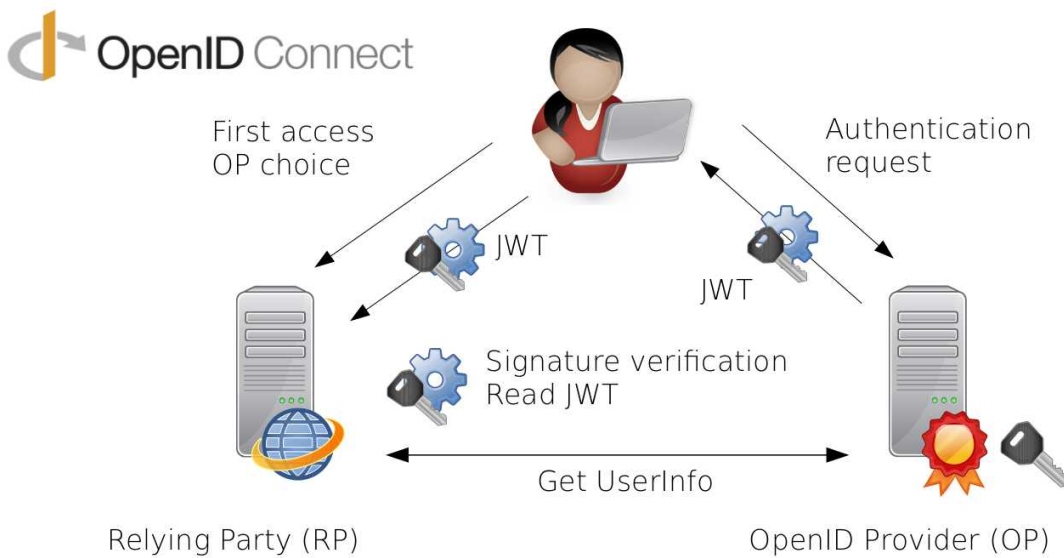 OpenID Connect
First access
OP choice
Authentication
request
JWT
JWT
Signature verification
Read JWT
Get UserInfo
Relying Party (RP)
OpenID Provider (OP)